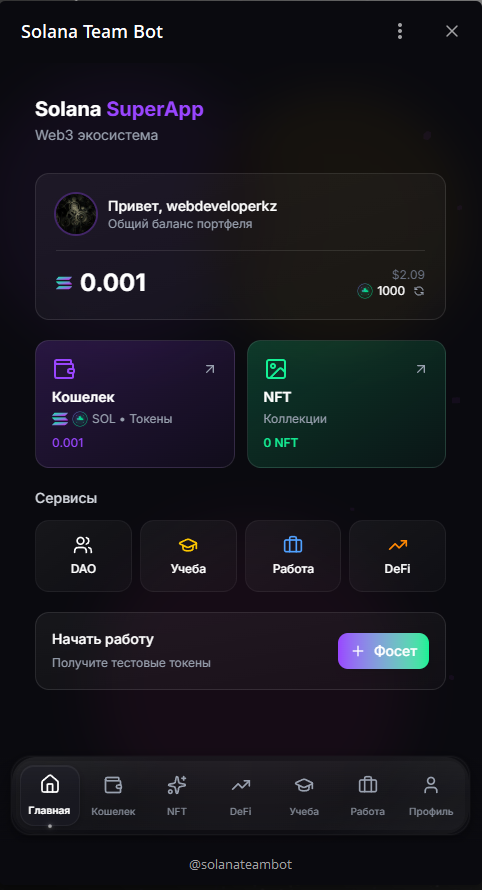 Solana Team Bot
Solana SuperApp
Web3 экосистема
Привет, webdeveloperkz
Общий баланс портфеля
0.001
$2.09
1000
Кошелек
SOL • Токены
0.001
NFT
Коллекции
0 NFT
Сервисы
DAO
Учеба
Работа
DeFi
Начать работу
Получите тестовые токены
+ Фосет
Главная
Кошелек
NFT
DeFi
Учеба
Работа
Профиль
@solanateambot